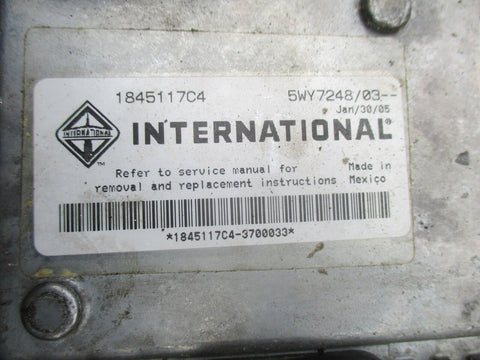 1845117C4 5WY7248/03--
Jan/30/05
INTERNATIONAL
TM
INTERNATIONAL®
Refer to service manual for Made in
removal and replacement instructions Mexico
*1845117C4-3700033*